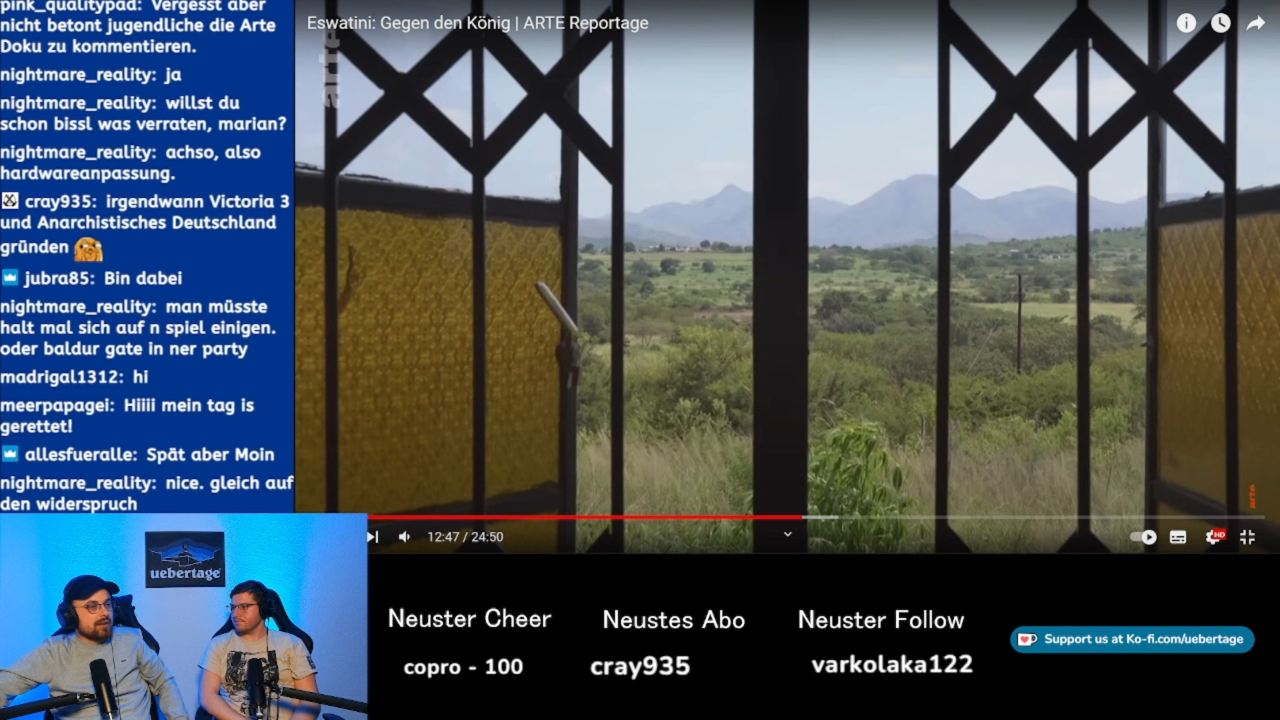 pink_qualitypad: Vergesst aber
nicht betont jugendliche die Arte
Doku zu kommentieren.
nightmare_reality: ja
nightmare_reality: willst du
schon bissl was verraten, marian?
nightmare_reality: achso, also
hardwareanpassung.
cray935: irgendwann Victoria 3
und Anarchistisches Deutschland
gründen
jubra85: Bin dabei
nightmare_reality: man müsste
halt mal sich auf n spiel einigen.
oder baldur gate in ner party
madrigal1312: hi
meerpapagei: Hiiii mein tag is
gerettet!
allesfueralle: Spät aber Moin
nightmare_reality: nice. gleich auf
den widerspruch
Eswatini: Gegen den König | ARTE Reportage
arte
arte
12:47 / 24:50
HD
uebertage
Neuster Cheer
copro - 100
Neustes Abo
cray935
Neuster Follow
varkolaka122
Support us at Ko-fi.com/uebertage